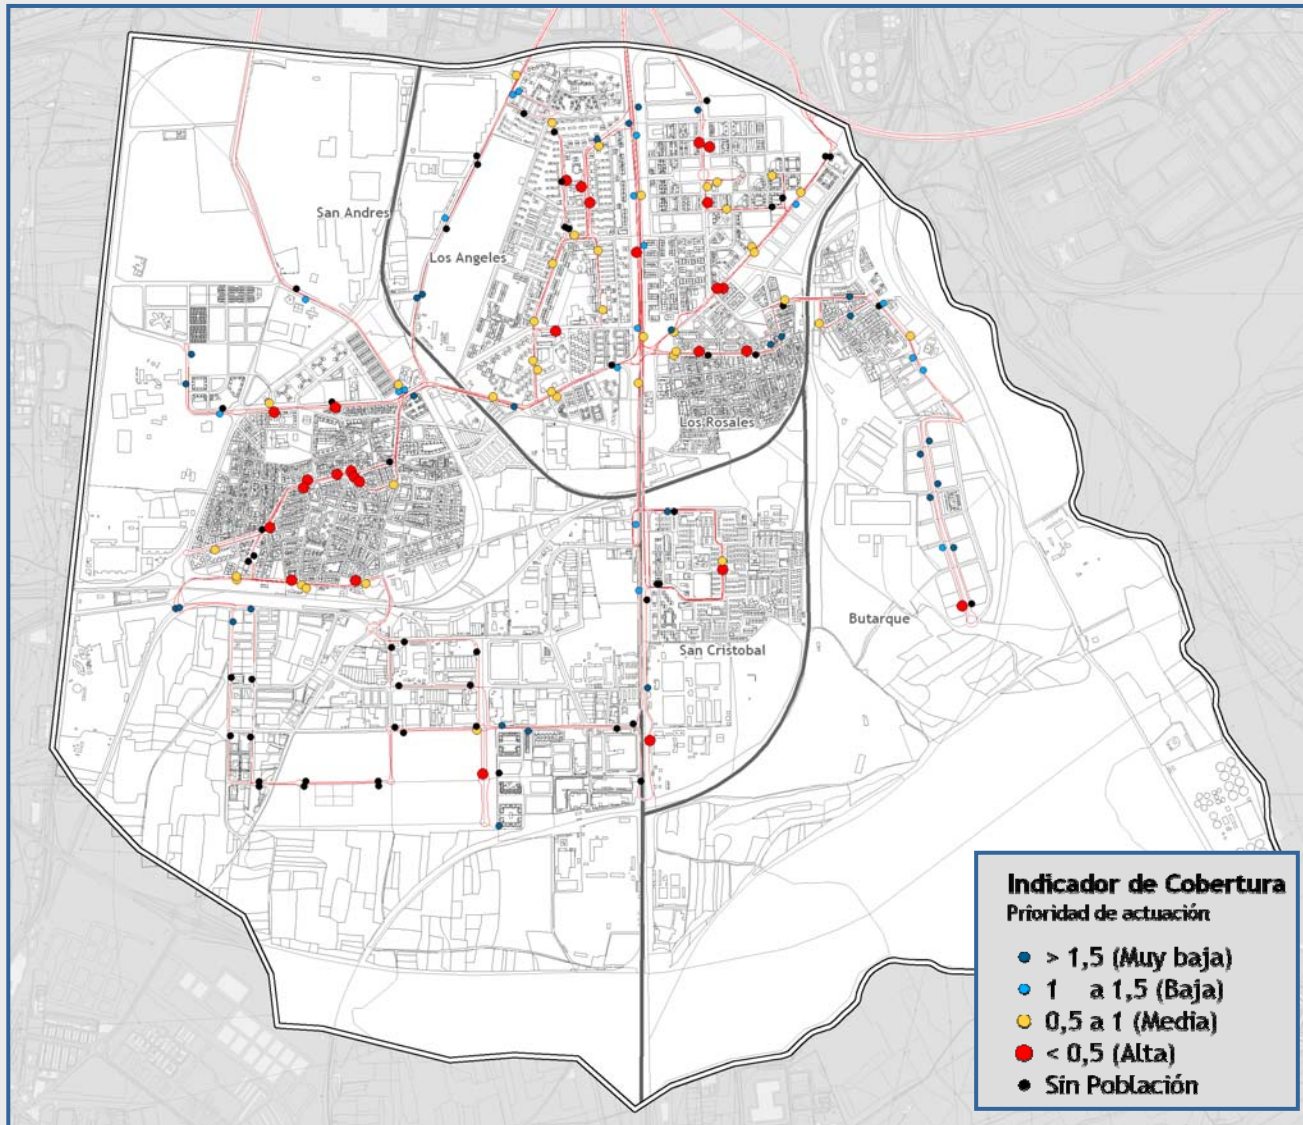 San Andres
Los Angeles
Los Rosales
Butarque
San Cristobal
Indicador de Cobertura
Prioridad de actuación
> 1,5 (Muy baja)
1 a 1,5 (Baja)
0,5 a 1 (Media)
< 0,5 (Alta)
Sin Población